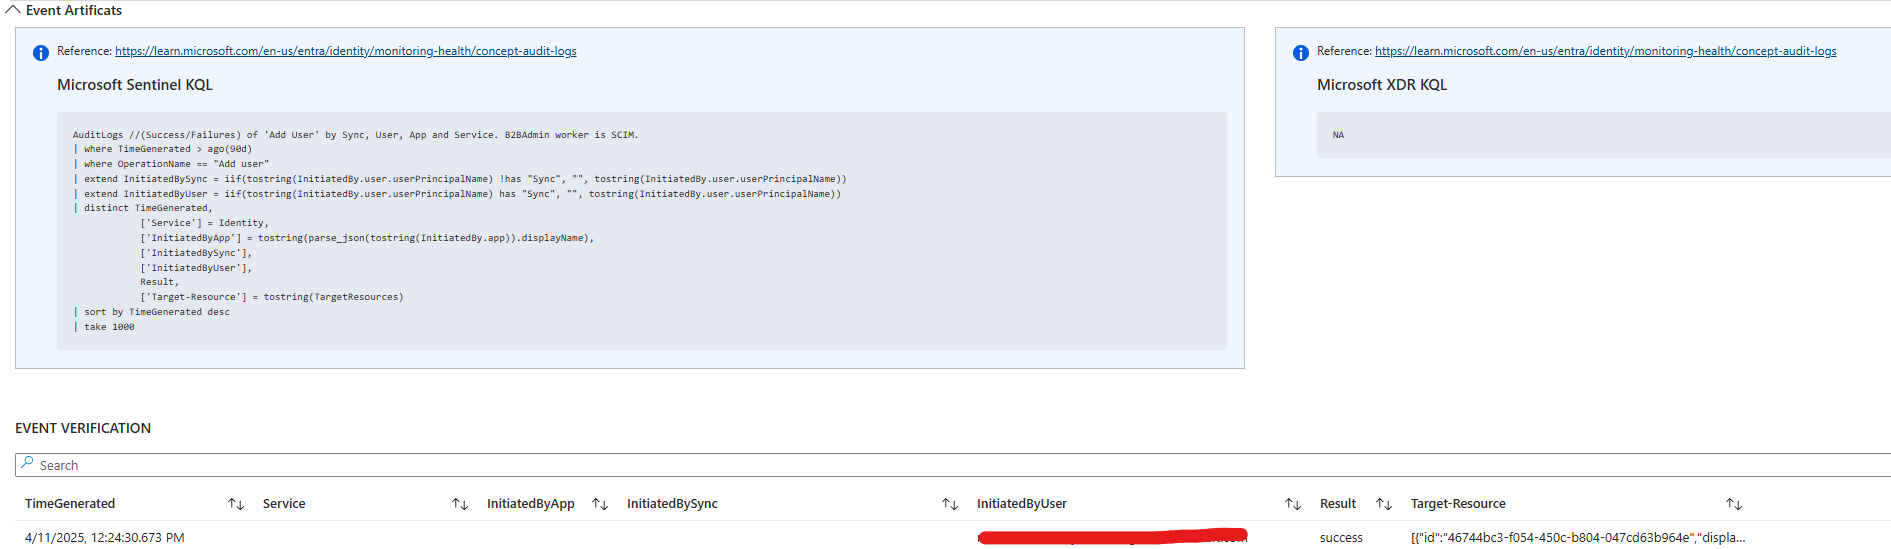 Event Artificats
Reference: https://learn.microsoft.com/en-us/entra/identity/monitoring-health/concept-audit-logs
Microsoft Sentinel KQL
AuditLogs //(Success/Failures) of 'Add User' by Sync, User, App and Service. B2BAdmin worker is SCIM.
| where TimeGenerated > ago(90d)
| where OperationName == "Add user"
| extend InitiatedBySync = iif(tostring(InitiatedBy.user.userPrincipalName) !has "Sync", "", tostring(InitiatedBy.user.userPrincipalName))
| extend InitiatedByUser = iif(tostring(InitiatedBy.user.userPrincipalName) has "Sync", "", tostring(InitiatedBy.user.userPrincipalName))
| distinct TimeGenerated,
['Service'] = Identity,
['InitiatedByApp'] = tostring(parse_json(tostring(InitiatedBy.app)).displayName),
['InitiatedBySync'],
['InitiatedByUser'],
Result,
['Target-Resource'] = tostring(TargetResources)
| sort by TimeGenerated desc
| take 1000
Reference: https://learn.microsoft.com/en-us/entra/identity/monitoring-health/concept-audit-logs
Microsoft XDR KQL
NA
EVENT VERIFICATION
Search
TimeGenerated Service InitiatedByApp InitiatedBySync InitiatedByUser Result Target-Resource
4/11/2025, 12:24:30.673 PM success [{"id":"46744bc3-f054-450c-b804-047cd63b964e","displa...